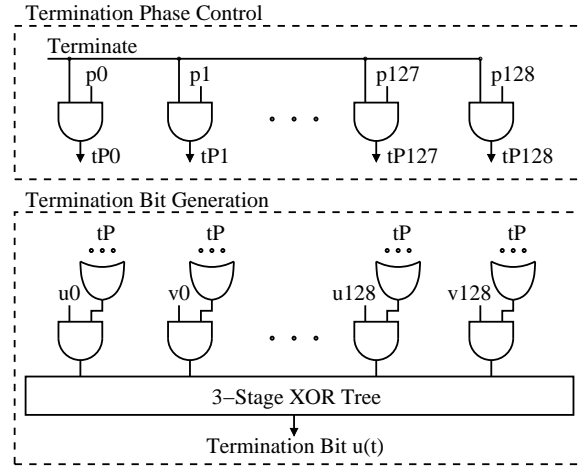 Termination Phase Control
Terminate
p0 p1 p127 p128
tP0 tP1 tP127 tP128
Termination Bit Generation
tP tP tP tP
u0 v0 u128 v128
3−Stage XOR Tree
Termination Bit u(t)